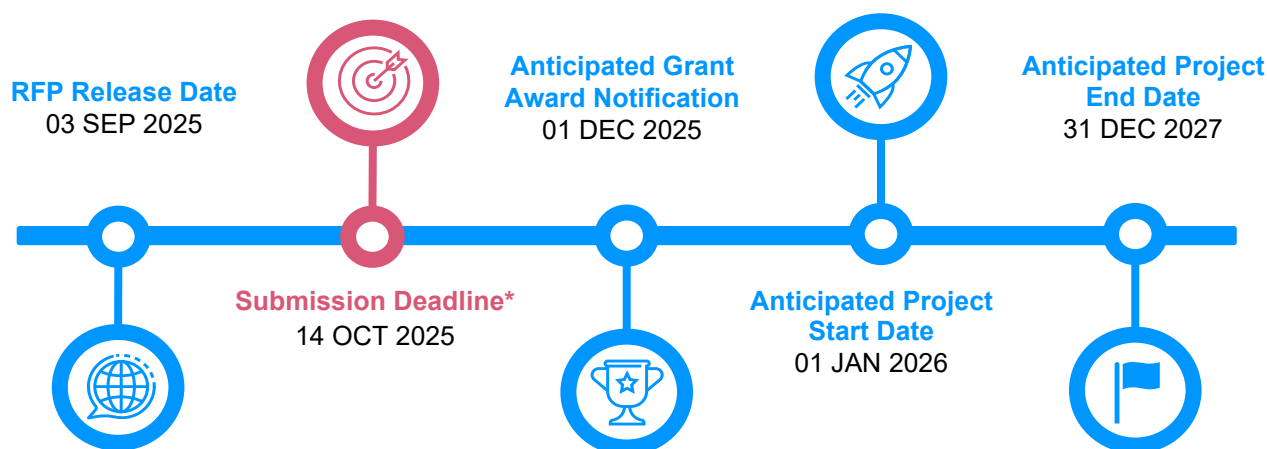 RFP Release Date
03 SEP 2025
Submission Deadline*
14 OCT 2025
Anticipated Grant
Award Notification
01 DEC 2025
Anticipated Project
Start Date
01 JAN 2026
Anticipated Project
End Date
31 DEC 2027